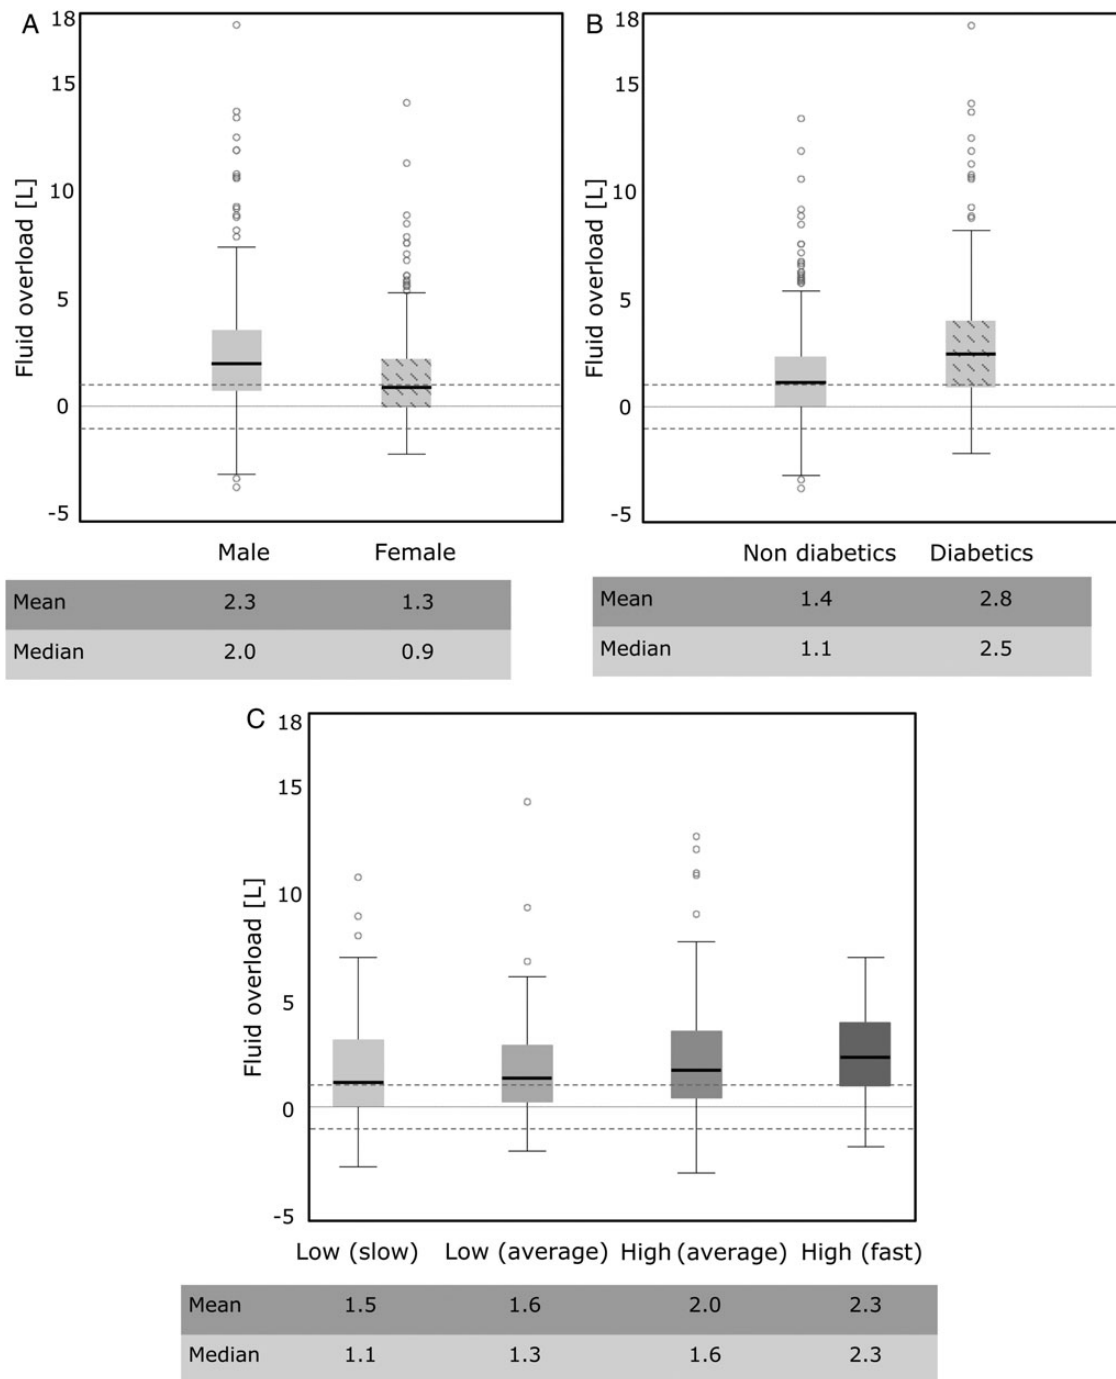 A
18
15
10
5
0
-5
Fluid overload [L]
Male Female
Mean 2.3 1.3
Median 2.0 0.9
B
18
15
10
5
0
-5
Fluid overload [L]
Non diabetics Diabetics
Mean 1.4 2.8
Median 1.1 2.5
C
18
15
10
5
0
-5
Fluid overload [L]
Low (slow) Low (average) High (average) High (fast)
Mean 1.5 1.6 2.0 2.3
Median 1.1 1.3 1.6 2.3